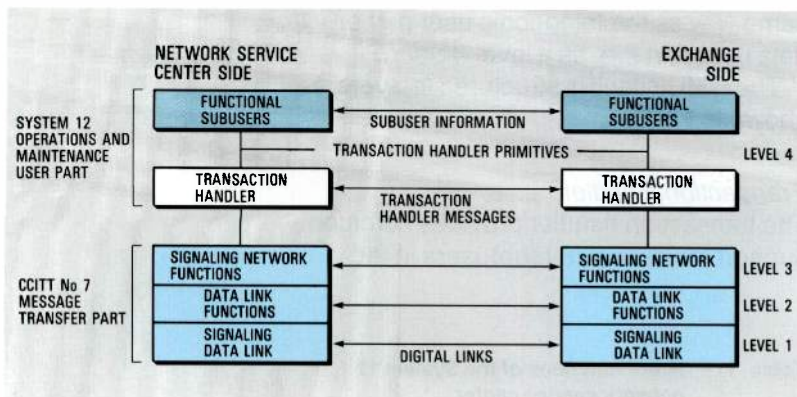 NETWORK SERVICE
CENTER SIDE
EXCHANGE
SIDE
SYSTEM 12
OPERATIONS AND
MAINTENANCE
USER PART
FUNCTIONAL
SUBUSERS
SUBUSER INFORMATION
FUNCTIONAL
SUBUSERS
TRANSACTION HANDLER PRIMITIVES
LEVEL 4
TRANSACTION
HANDLER
TRANSACTION
HANDLER MESSAGES
TRANSACTION
HANDLER
CCITT No 7
MESSAGE
TRANSFER PART
SIGNALING NETWORK
FUNCTIONS
SIGNALING NETWORK
FUNCTIONS
LEVEL 3
DATA LINK
FUNCTIONS
DATA LINK
FUNCTIONS
LEVEL 2
SIGNALING
DATA LINK
DIGITAL LINKS
SIGNALING
DATA LINK
LEVEL 1